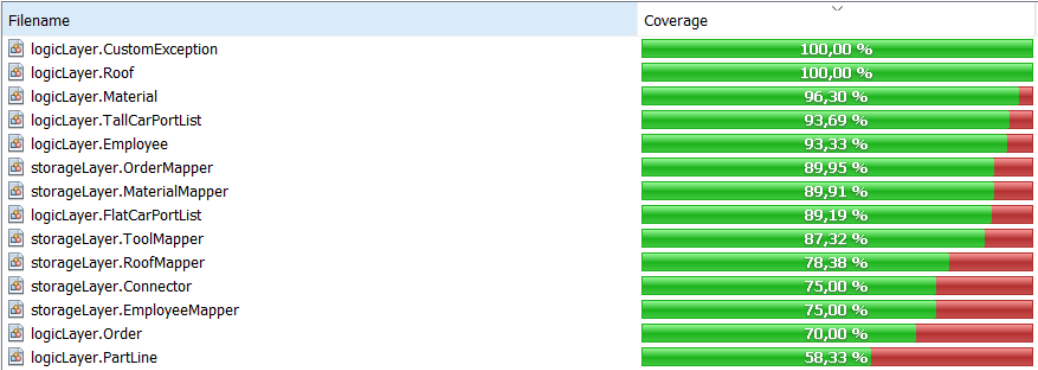 Filename Coverage
logicLayer.CustomException 100,00 %
logicLayer.Roof 100,00 %
logicLayer.Material 96,30 %
logicLayer.TallCarPortList 93,69 %
logicLayer.Employee 93,33 %
storageLayer.OrderMapper 89,95 %
storageLayer.MaterialMapper 89,91 %
logicLayer.FlatCarPortList 89,19 %
storageLayer.ToolMapper 87,32 %
storageLayer.RoofMapper 78,38 %
storageLayer.Connector 75,00 %
storageLayer.EmployeeMapper 75,00 %
logicLayer.Order 70,00 %
logicLayer.PartLine 58,33 %